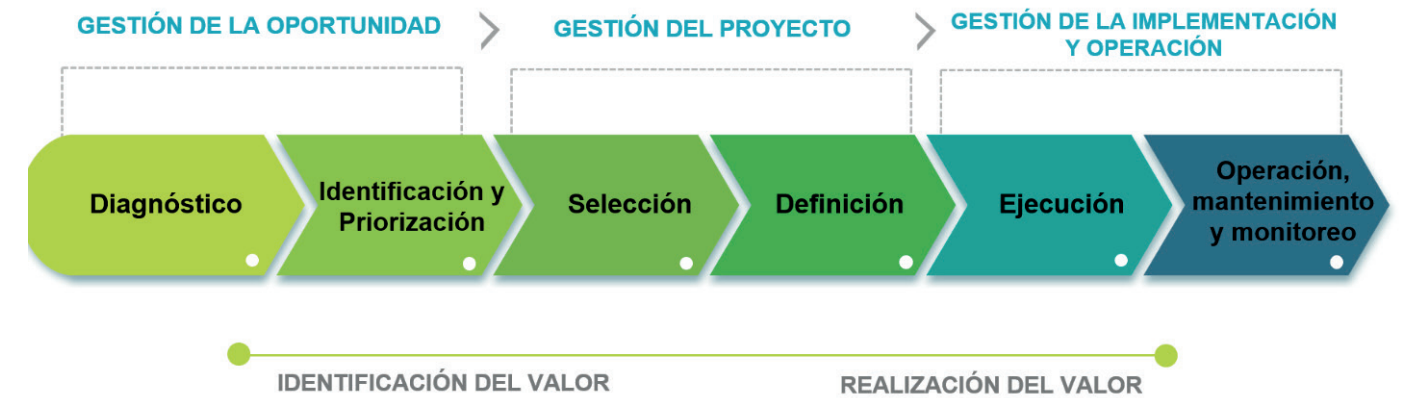 GESTIÓN DE LA OPORTUNIDAD
GESTIÓN DEL PROYECTO
GESTIÓN DE LA IMPLEMENTACIÓN
Y OPERACIÓN
Diagnóstico
Identificación y
Priorización
Selección
Definición
Ejecución
Operación,
mantenimiento
y monitoreo
IDENTIFICACIÓN DEL VALOR
REALIZACIÓN DEL VALOR